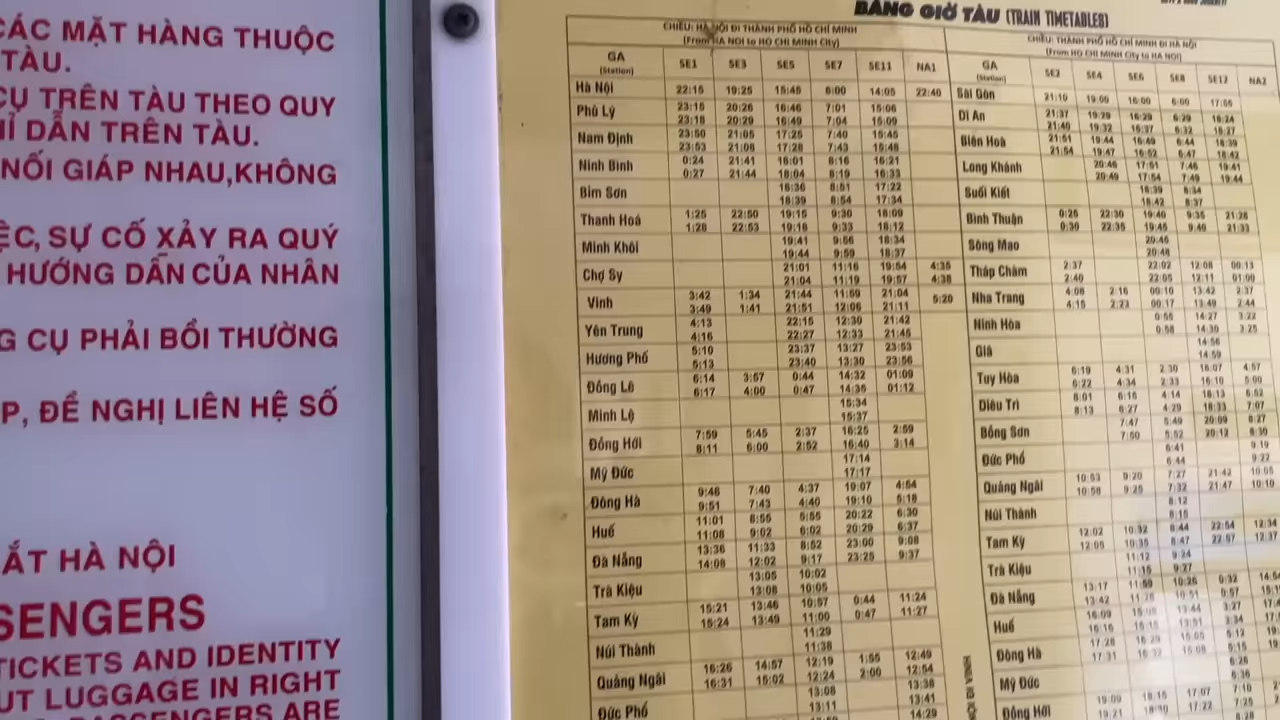 CÁC MẶT HÀNG THUỘC
TÀU.
CỤ TRÊN TÀU THEO QUY
DẪN TRÊN TÀU.
NỐI GIÁP NHAU,KHÔNG
SỰ CỐ XẢY RA QUÝ
HƯỚNG DẪN CỦA NHÂN
CỤ PHẢI BỒI THƯỜNG
ĐỀ NGHỊ LIÊN HỆ SỐ
HÀ NỘI
TICKETS AND IDENTITY
LUGGAGE IN RIGHT
PASSENGERS ARE
BẢNG GIỜ TÀU (TRAIN TIMETABLES)
CHIỀU: HÀ NỘI ĐI THÀNH PHỐ HỒ CHÍ MINH
(From HA NOI to HO CHI MINH City)
GA (Station) SE1 SE3 SE5 SE7 SE11 NA1
Hà Nội 22:15 19:25 15:45 6:00 14:05 22:40
Phủ Lý 23:15 20:26 16:46 7:01 15:06
23:18 20:29 16:49 7:04 15:09
Nam Định 23:50 21:05 17:25 7:40 15:45
23:53 21:08 17:28 7:43 15:48
Ninh Bình 0:24 21:41 18:01 8:16 16:21
0:27 21:44 18:04 8:19 16:33
Bỉm Sơn 18:36 8:51 17:22
18:39 8:54 17:34
Thanh Hoá 1:25 22:50 19:15 9:30 18:09
1:28 22:53 19:18 9:33 18:12
Minh Khôi 19:41 9:56 18:34
19:44 9:59 18:37
Chợ Sy 21:01 11:16 19:54 4:35
21:04 11:19 19:57 4:38
Vinh 3:42 1:34 21:44 11:59 21:04 5:20
3:49 1:41 21:51 12:06 21:11
Yên Trung 4:13 22:15 12:30 21:42
4:16 22:27 12:33 21:45
Hương Phố 5:10 23:37 13:27 23:53
5:13 23:40 13:30 23:56
Đồng Lê 6:14 3:57 0:44 14:32 01:09
6:17 4:00 0:47 14:35 01:12
Minh Lệ 15:34
15:37
Đồng Hới 7:59 5:45 2:37 16:25 2:59
8:11 6:00 2:52 16:40 3:14
Mỹ Đức 17:14
17:17
Đông Hà 9:48 7:40 4:37 19:07 4:54
9:51 7:43 4:40 19:10 5:18
Huế 11:01 8:55 5:55 20:22 6:30
11:08 9:02 6:02 20:29 6:37
Đà Nẵng 13:36 11:33 8:52 23:00 9:08
14:08 12:02 9:17 23:25 9:37
Trà Kiệu 13:05 10:02
13:08 10:05
Tam Kỳ 15:21 13:46 10:57 0:44 11:24
15:24 13:49 11:00 0:47 11:27
Núi Thành 11:29
11:38
Quảng Ngãi 16:26 14:57 12:19 1:55 12:49
16:31 15:02 12:24 2:00 12:54
Đức Phổ 13:08 13:38
13:11 13:41
14:29
CHIỀU: THÀNH PHỐ HỒ CHÍ MINH ĐI HÀ NỘI
(From HO CHI MINH City to HA NOI)
GA (Station) SE2 SE4 SE6 SE8 SE12 NA2
Sài Gòn 21:10 19:00 16:00 6:00 17:55
Dĩ An 21:37 19:29 16:29 6:29 18:24
21:40 19:32 16:37 6:32 18:27
Biên Hoà 21:51 19:44 16:49 6:44 18:39
21:54 19:47 16:52 6:47 18:42
Long Khánh 20:46 17:51 7:46 19:41
20:49 17:54 7:49 19:44
Suối Kiết 18:39 8:34
18:42 8:37
Bình Thuận 0:25 22:30 19:40 9:35 21:28
0:30 22:35 19:45 9:40 21:33
Sông Mao 20:45
20:48
Tháp Chàm 2:37 22:02 12:08 00:13
2:40 22:05 12:11 01:00
Nha Trang 4:08 2:16 00:10 13:42 2:37
4:15 2:23 00:17 13:49 2:44
Ninh Hòa 0:55 14:27 3:22
0:58 14:30 3:25
Giã 14:56
14:59
Tuy Hòa 6:19 4:31 2:30 16:07 4:57
6:22 4:34 2:33 16:10 5:00
Diêu Trì 8:01 6:15 4:14 18:13 6:52
8:13 6:27 4:29 18:33 7:07
Bồng Sơn 7:47 5:49 20:09 8:27
7:50 5:52 20:12 8:30
Đức Phổ 6:41 9:19
6:44 9:22
Quảng Ngãi 10:53 9:20 7:27 21:42 10:05
10:58 9:25 7:32 21:47 10:10
Núi Thành 8:12
8:15
Tam Kỳ 12:02 10:32 8:44 22:54 12:34
12:05 10:35 8:47 22:57 12:37
Trà Kiệu 11:12 9:24
11:15 9:27
Đà Nẵng 13:17 11:59 10:26 0:32
13:42 10:51 0:57
Huế 16:09 13:44 3:27
16:16 13:51 3:34
Đông Hà 17:28 15:05
17:31 15:08
Mỹ Đức
Đồng Hới 19:09 18:15 17:07 7:10
19:21 18:30 17:22 7:25